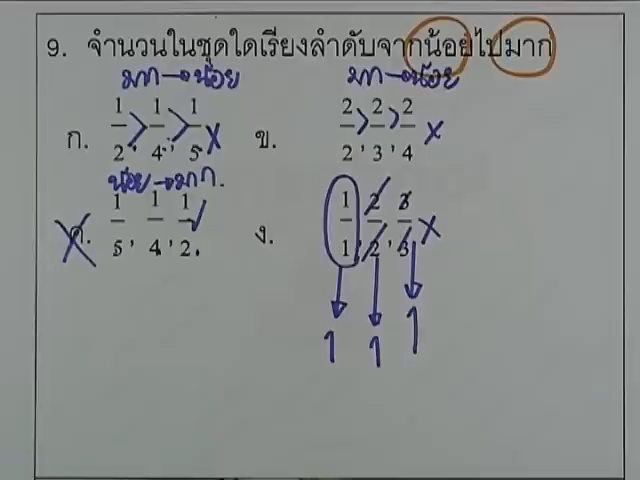 9. จำนวนในชุดใดเรียงลำดับจากน้อยไปมาก
มาก→น้อย มาก→น้อย
ก. 1/2 > , 1/4 > , 1/5 × ข. 2/2 > , 2/3 > , 2/4 ×
น้อย→มาก.
ค. 1/5 , 1/4 , 1/2 ✓ ง. 1/1 , 2/2 , 3/3 ×
1 1 1